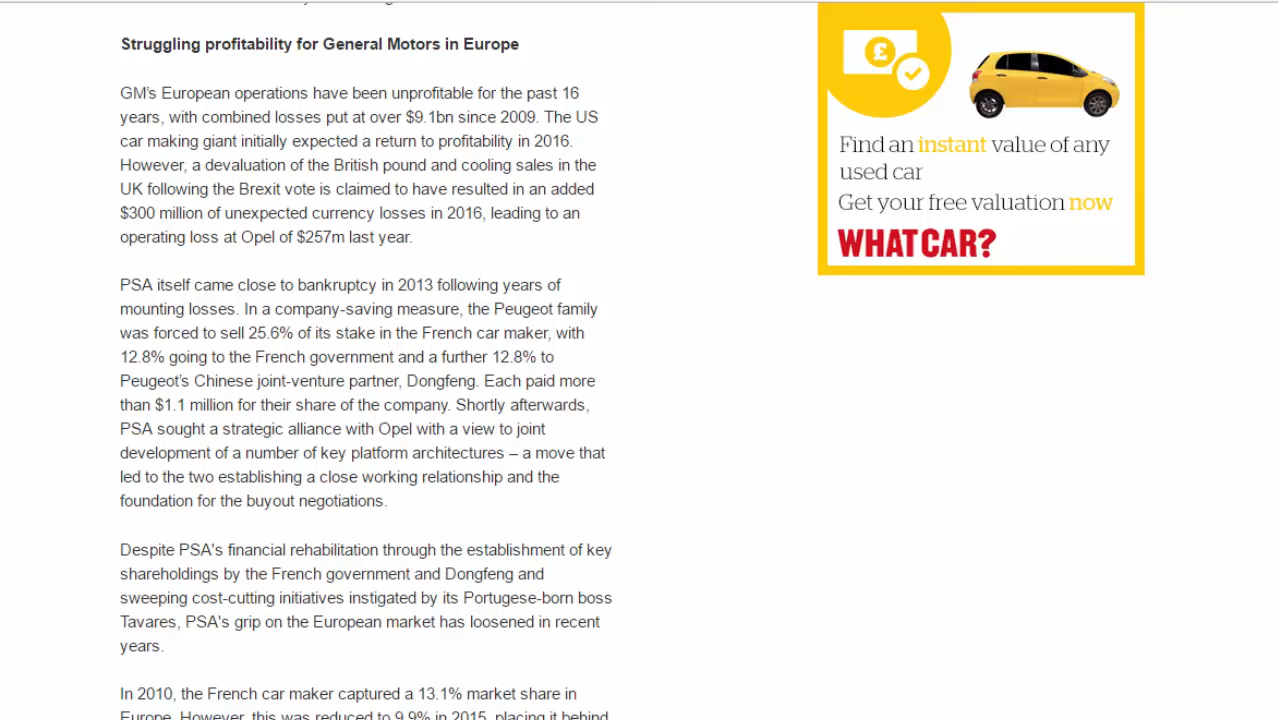 Struggling profitability for General Motors in Europe
GM's European operations have been unprofitable for the past 16
years, with combined losses put at over $9.1bn since 2009. The US
car making giant initially expected a return to profitability in 2016.
However, a devaluation of the British pound and cooling sales in the
UK following the Brexit vote is claimed to have resulted in an added
$300 million of unexpected currency losses in 2016, leading to an
operating loss at Opel of $257m last year.
PSA itself came close to bankruptcy in 2013 following years of
mounting losses. In a company-saving measure, the Peugeot family
was forced to sell 25.6% of its stake in the French car maker, with
12.8% going to the French government and a further 12.8% to
Peugeot's Chinese joint-venture partner, Dongfeng. Each paid more
than $1.1 million for their share of the company. Shortly afterwards,
PSA sought a strategic alliance with Opel with a view to joint
development of a number of key platform architectures – a move that
led to the two establishing a close working relationship and the
foundation for the buyout negotiations.
Despite PSA's financial rehabilitation through the establishment of key
shareholdings by the French government and Dongfeng and
sweeping cost-cutting initiatives instigated by its Portugese-born boss
Tavares, PSA's grip on the European market has loosened in recent
years.
In 2010, the French car maker captured a 13.1% market share in
Europe. However, this was reduced to 9.9% in 2015, placing it behind
£
Find an instant value of any
used car
Get your free valuation now
WHAT CAR?